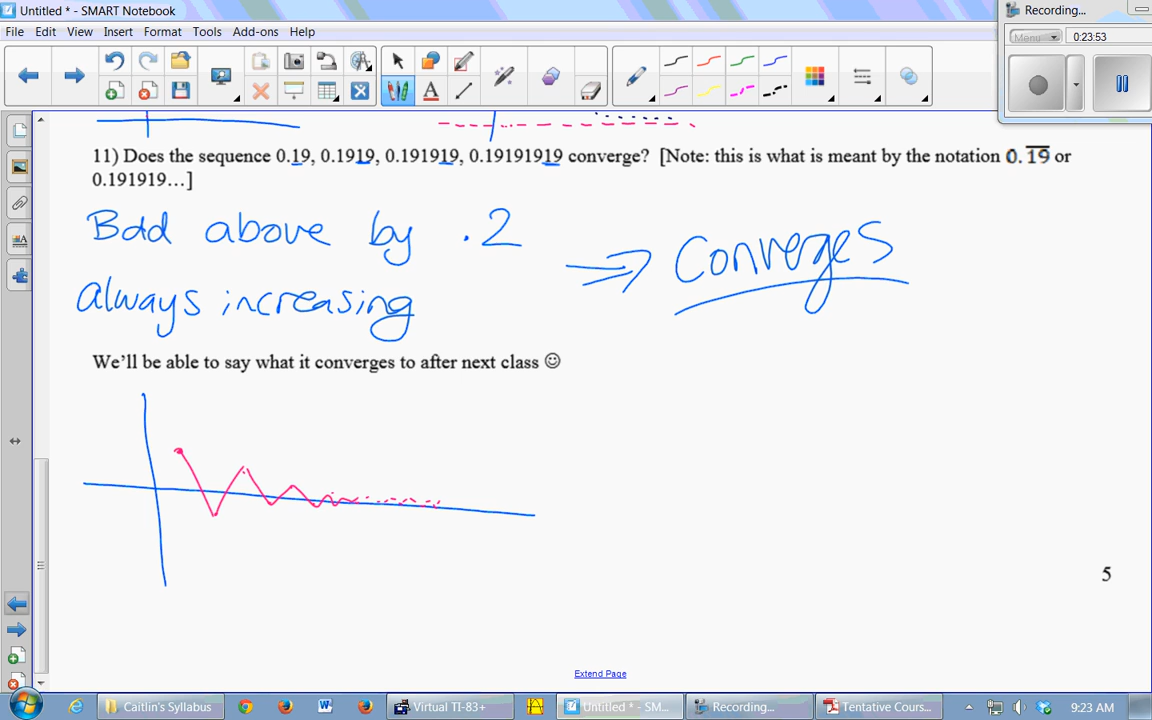 Untitled * - SMART Notebook
Recording...
File Edit View Insert Format Tools Add-ons Help
Menu
0:23:53
11) Does the sequence 0.19, 0.1919, 0.191919, 0.19191919 converge? [Note: this is what is meant by the notation 0.19 or
0.191919…]
Bdd above by .2
always increasing
⇒ Converges
We'll be able to say what it converges to after next class ☺
5
Extend Page
Caitlin's Syllabus
Virtual TI-83+
Untitled * - SM...
Recording...
Tentative Cours...
9:23 AM